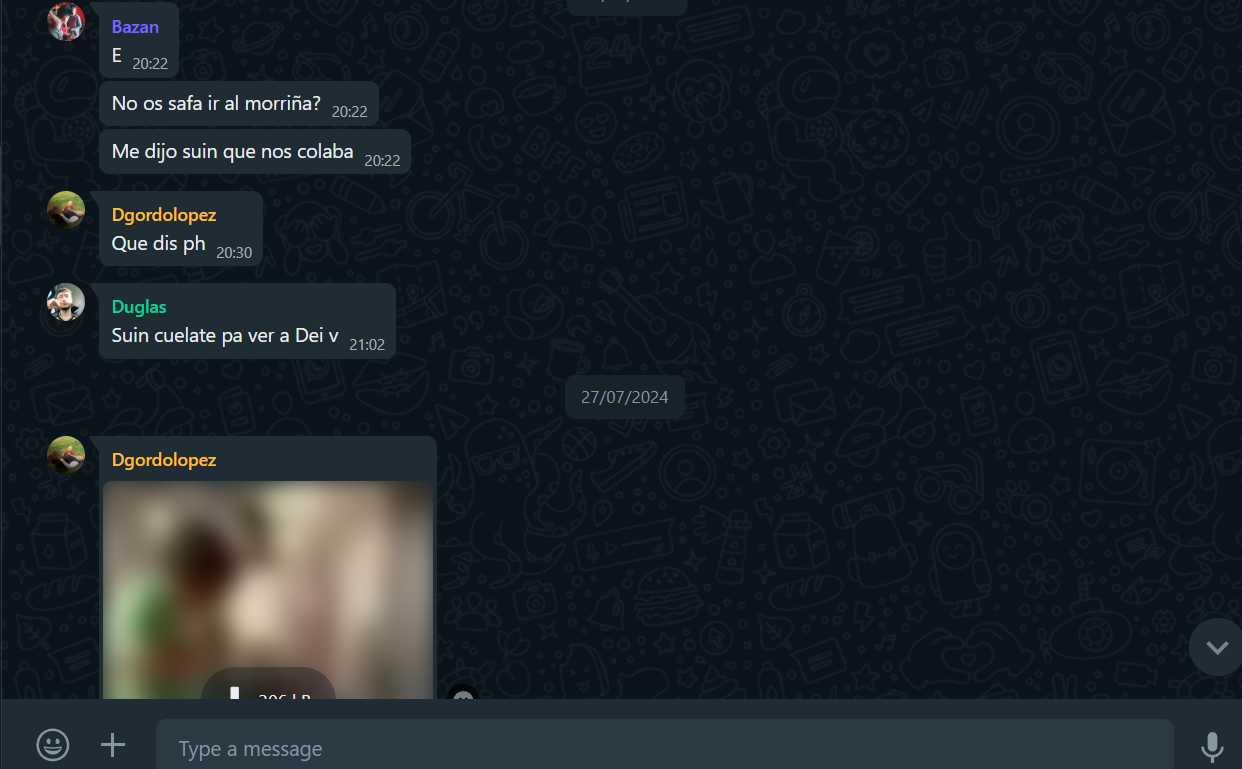 Bazan
E 20:22
No os safa ir al morriña? 20:22
Me dijo suin que nos colaba 20:22
Dgordolopez
Que dis ph 20:30
Duglas
Suin cuelate pa ver a Dei v 21:02
27/07/2024
Dgordolopez
Type a message